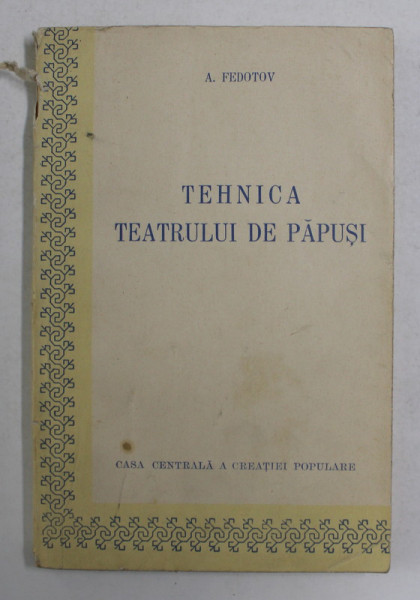 A. FEDOTOV
TEHNICA
TEATRULUI DE PĂPUȘI
CASA CENTRALĂ A CREAȚIEI POPULARE